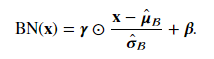 BN(𝐱) = 𝜸 ⊙ (𝐱 − 𝝁̂_B) / 𝝈̂_B + 𝜷.